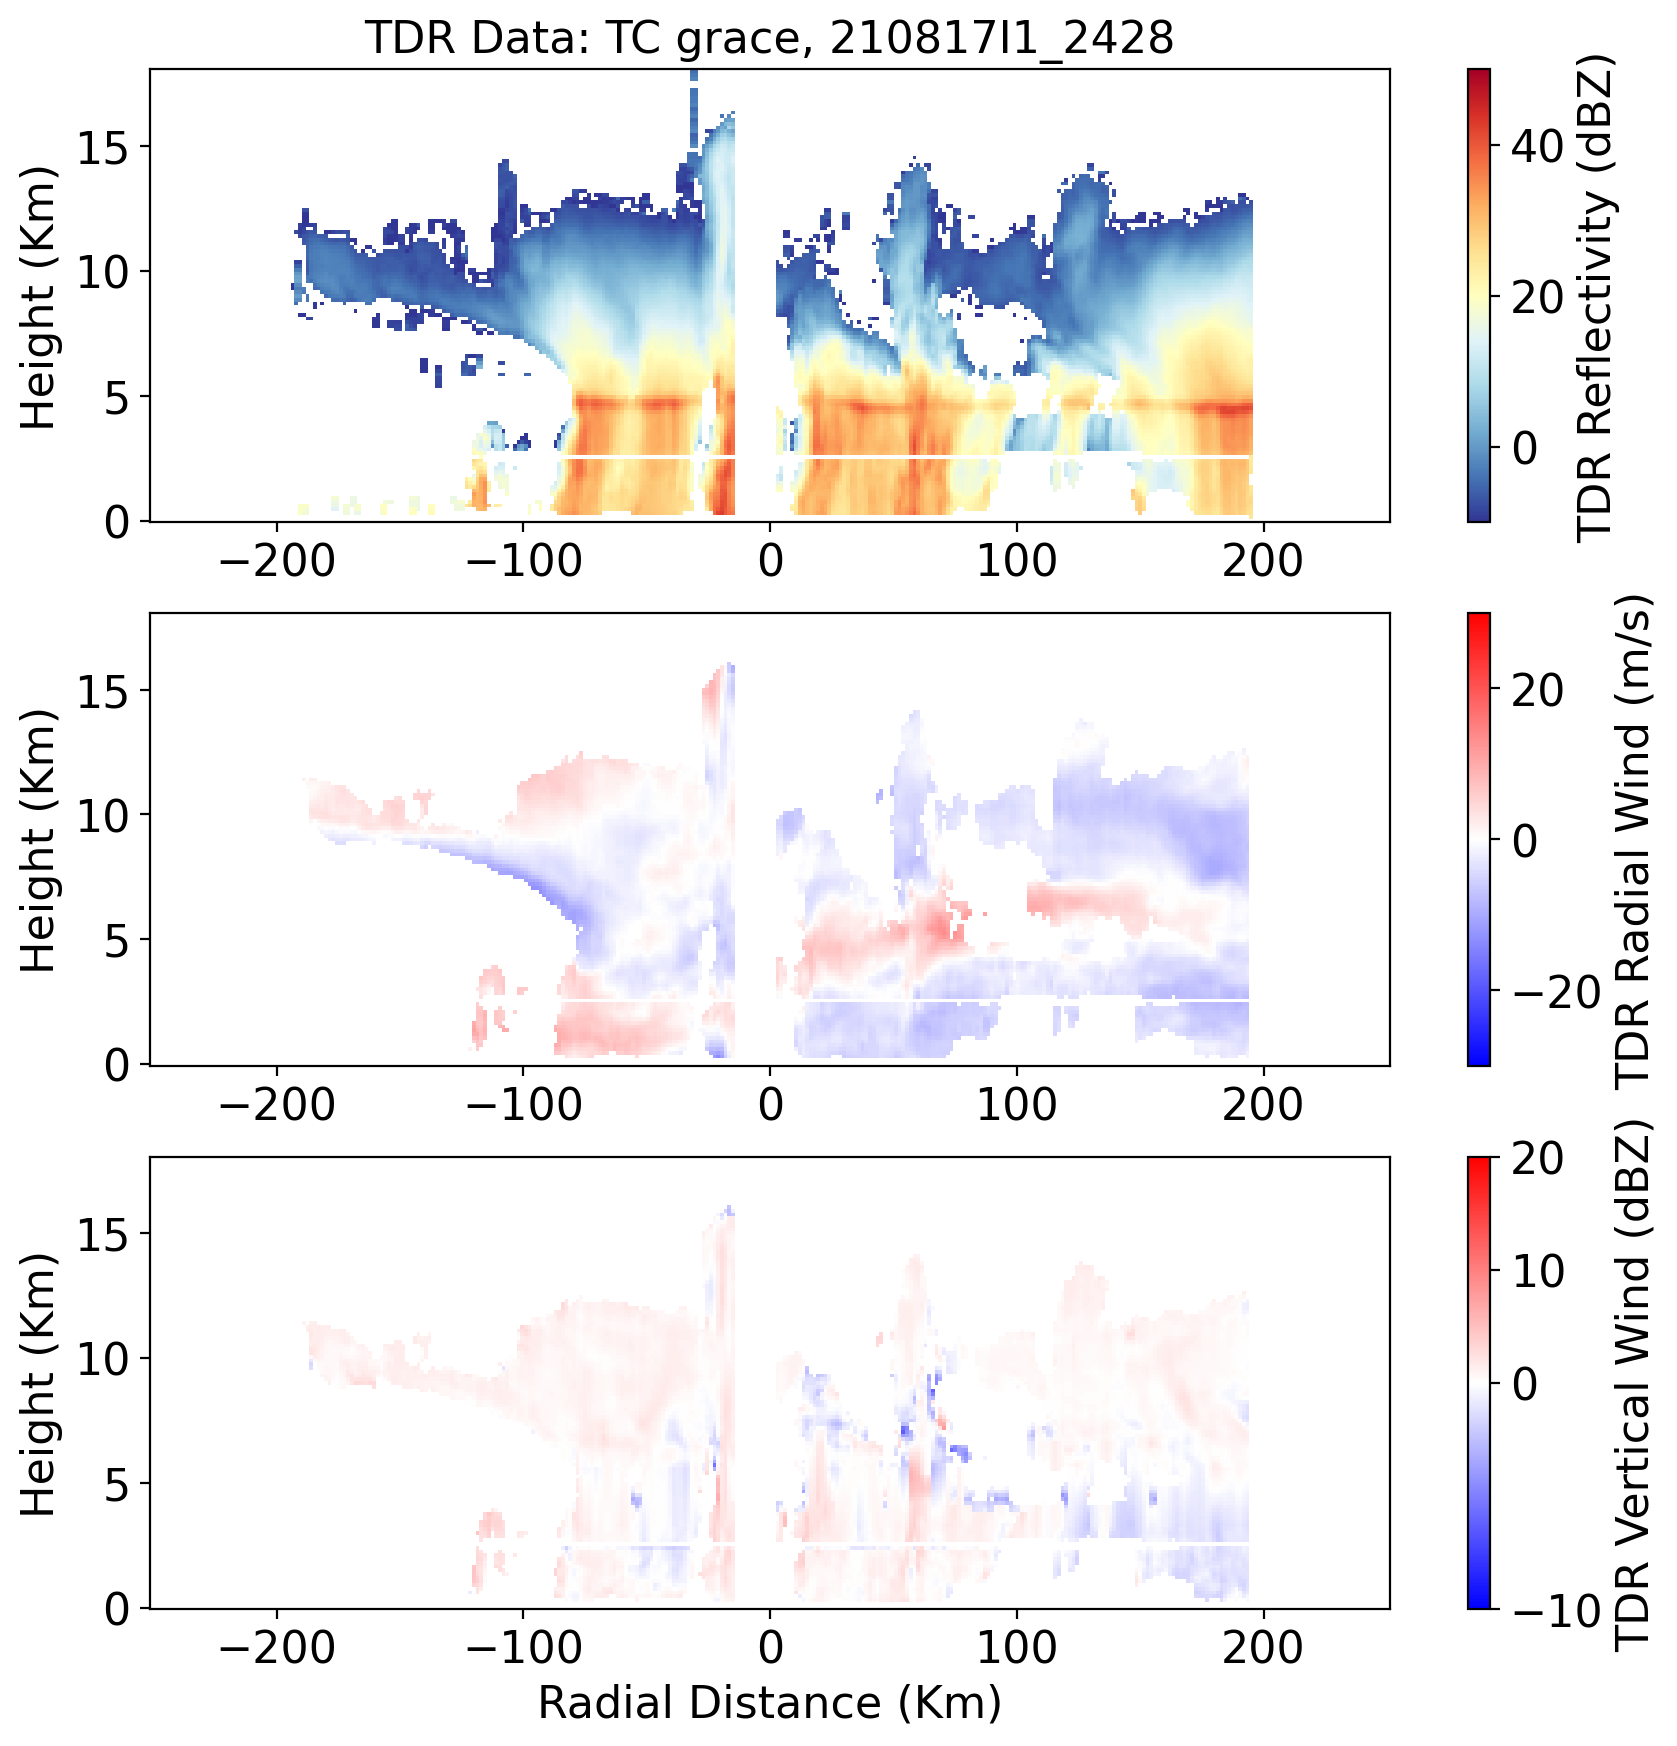 TDR Data: TC grace, 210817I1_2428
15
10
5
0
Height (Km)
−200 −100 0 100 200
40
20
0
TDR Reflectivity (dBZ)
15
10
5
0
Height (Km)
−200 −100 0 100 200
20
0
−20
TDR Radial Wind (m/s)
15
10
5
0
Height (Km)
−200 −100 0 100 200
Radial Distance (Km)
20
10
0
−10
TDR Vertical Wind (dBZ)